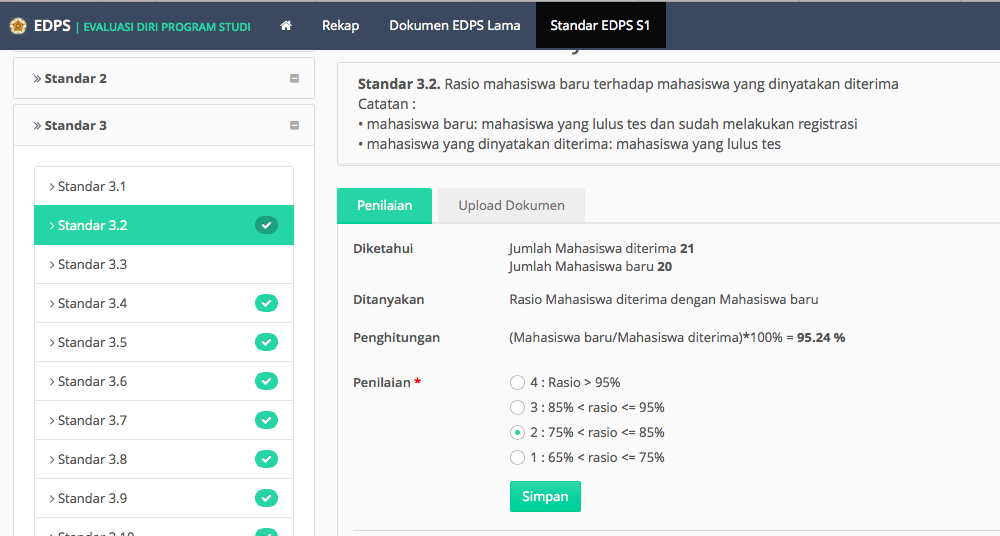 EDPS | EVALUASI DIRI PROGRAM STUDI
Rekap
Dokumen EDPS Lama
Standar EDPS S1
» Standar 2
» Standar 3
› Standar 3.1
› Standar 3.2
› Standar 3.3
› Standar 3.4
› Standar 3.5
› Standar 3.6
› Standar 3.7
› Standar 3.8
› Standar 3.9
› Standar 3.10
Standar 3.2. Rasio mahasiswa baru terhadap mahasiswa yang dinyatakan diterima
Catatan :
• mahasiswa baru: mahasiswa yang lulus tes dan sudah melakukan registrasi
• mahasiswa yang dinyatakan diterima: mahasiswa yang lulus tes
Penilaian
Upload Dokumen
Diketahui
Jumlah Mahasiswa diterima 21
Jumlah Mahasiswa baru 20
Ditanyakan
Rasio Mahasiswa diterima dengan Mahasiswa baru
Penghitungan
(Mahasiswa baru/Mahasiswa diterima)*100% = 95.24 %
Penilaian *
4 : Rasio > 95%
3 : 85% < rasio <= 95%
2 : 75% < rasio <= 85%
1 : 65% < rasio <= 75%
Simpan